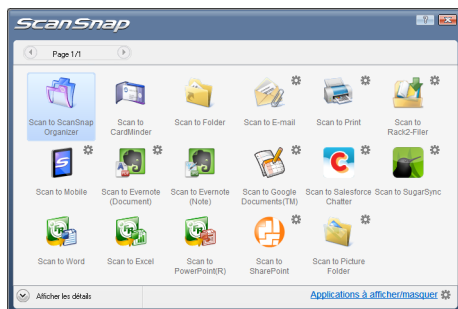 ScanSnap
Page 1/1
Scan to ScanSnap Organizer
Scan to CardMinder
Scan to Folder
Scan to E-mail
Scan to Print
Scan to Rack2-Filer
Scan to Mobile
Scan to Evernote (Document)
Scan to Evernote (Note)
Scan to Google Documents(TM)
Scan to Salesforce Chatter
Scan to SugarSync
Scan to Word
Scan to Excel
Scan to PowerPoint(R)
Scan to SharePoint
Scan to Picture Folder
Afficher les détails
Applications à afficher/masquer